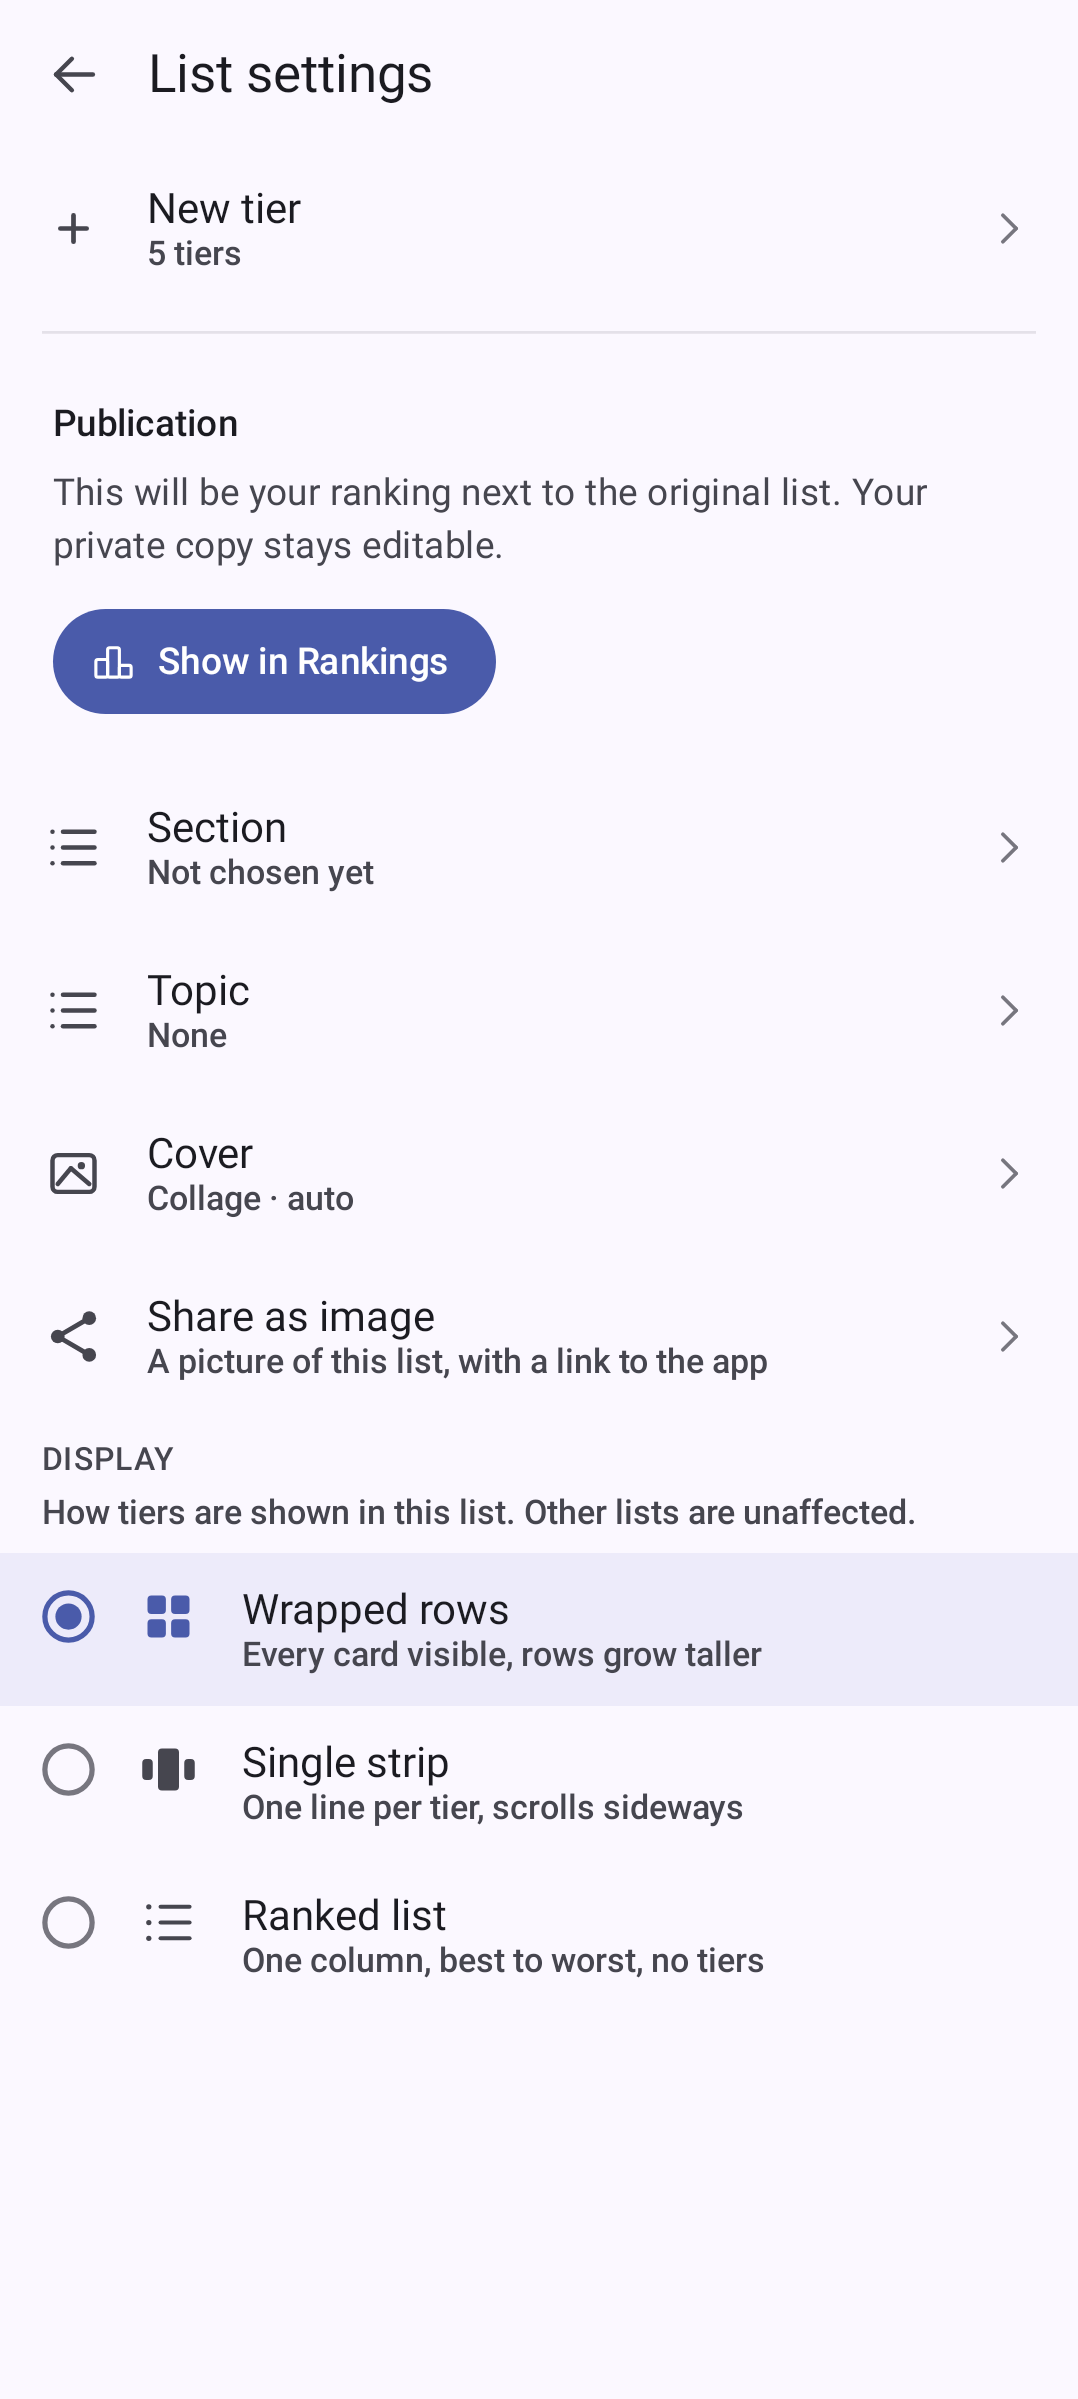 List settings
New tier
5 tiers
Publication
This will be your ranking next to the original list. Your
private copy stays editable.
Show in Rankings
Section
Not chosen yet
Topic
None
Cover
Collage · auto
Share as image
A picture of this list, with a link to the app
DISPLAY
How tiers are shown in this list. Other lists are unaffected.
Wrapped rows
Every card visible, rows grow taller
Single strip
One line per tier, scrolls sideways
Ranked list
One column, best to worst, no tiers